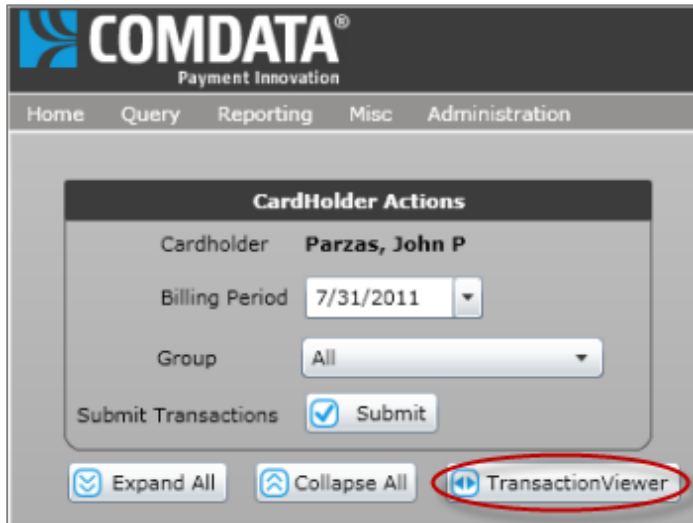 COMDATA®
Payment Innovation
Home Query Reporting Misc Administration
CardHolder Actions
Cardholder Parzas, John P
Billing Period 7/31/2011
Group All
Submit Transactions Submit
Expand All Collapse All TransactionViewer